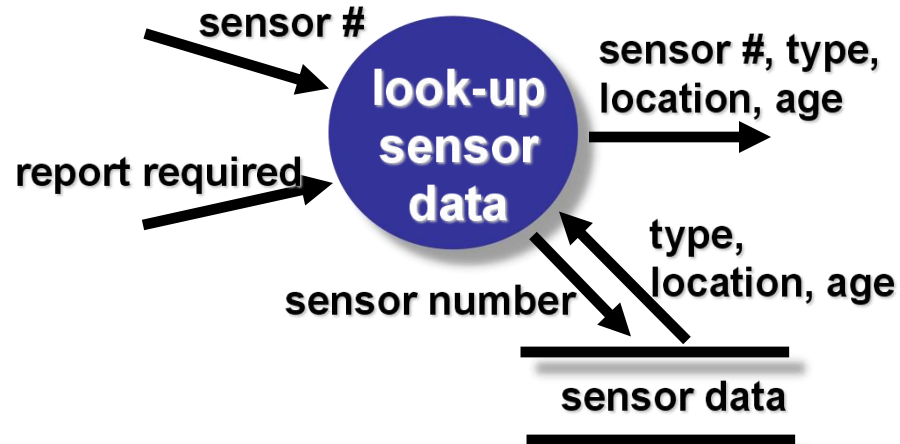 sensor #
look-up
sensor
data
sensor #, type,
location, age
report required
type,
location, age
sensor number
sensor data